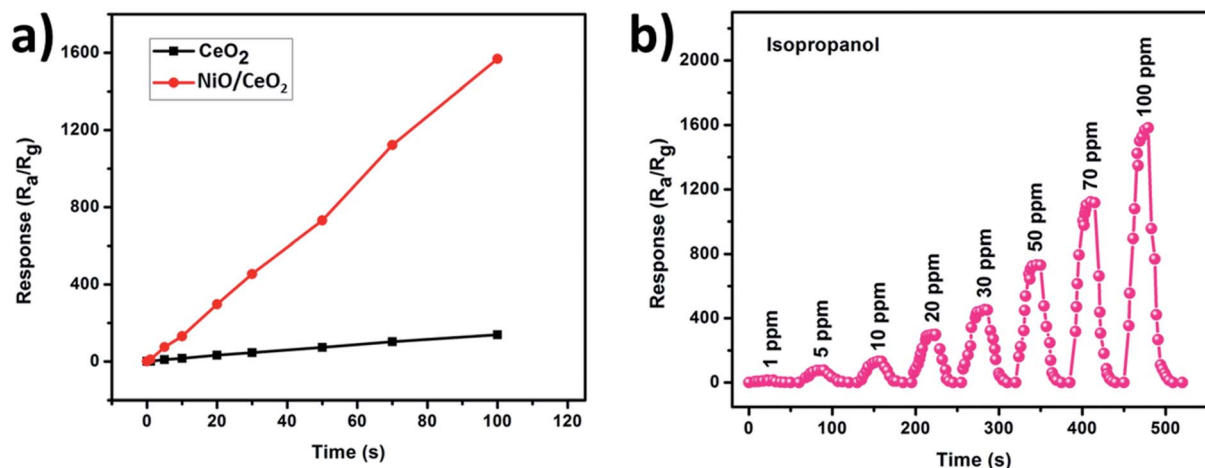 a)
CeO2
NiO/CeO2
Response (Ra/Rg)
1600
1200
800
400
0
0 20 40 60 80 100 120
Time (s)
b)
Isopropanol
Response (Ra/Rg)
2000
1600
1200
800
400
0
1 ppm
5 ppm
10 ppm
20 ppm
30 ppm
50 ppm
70 ppm
100 ppm
0 100 200 300 400 500
Time (s)